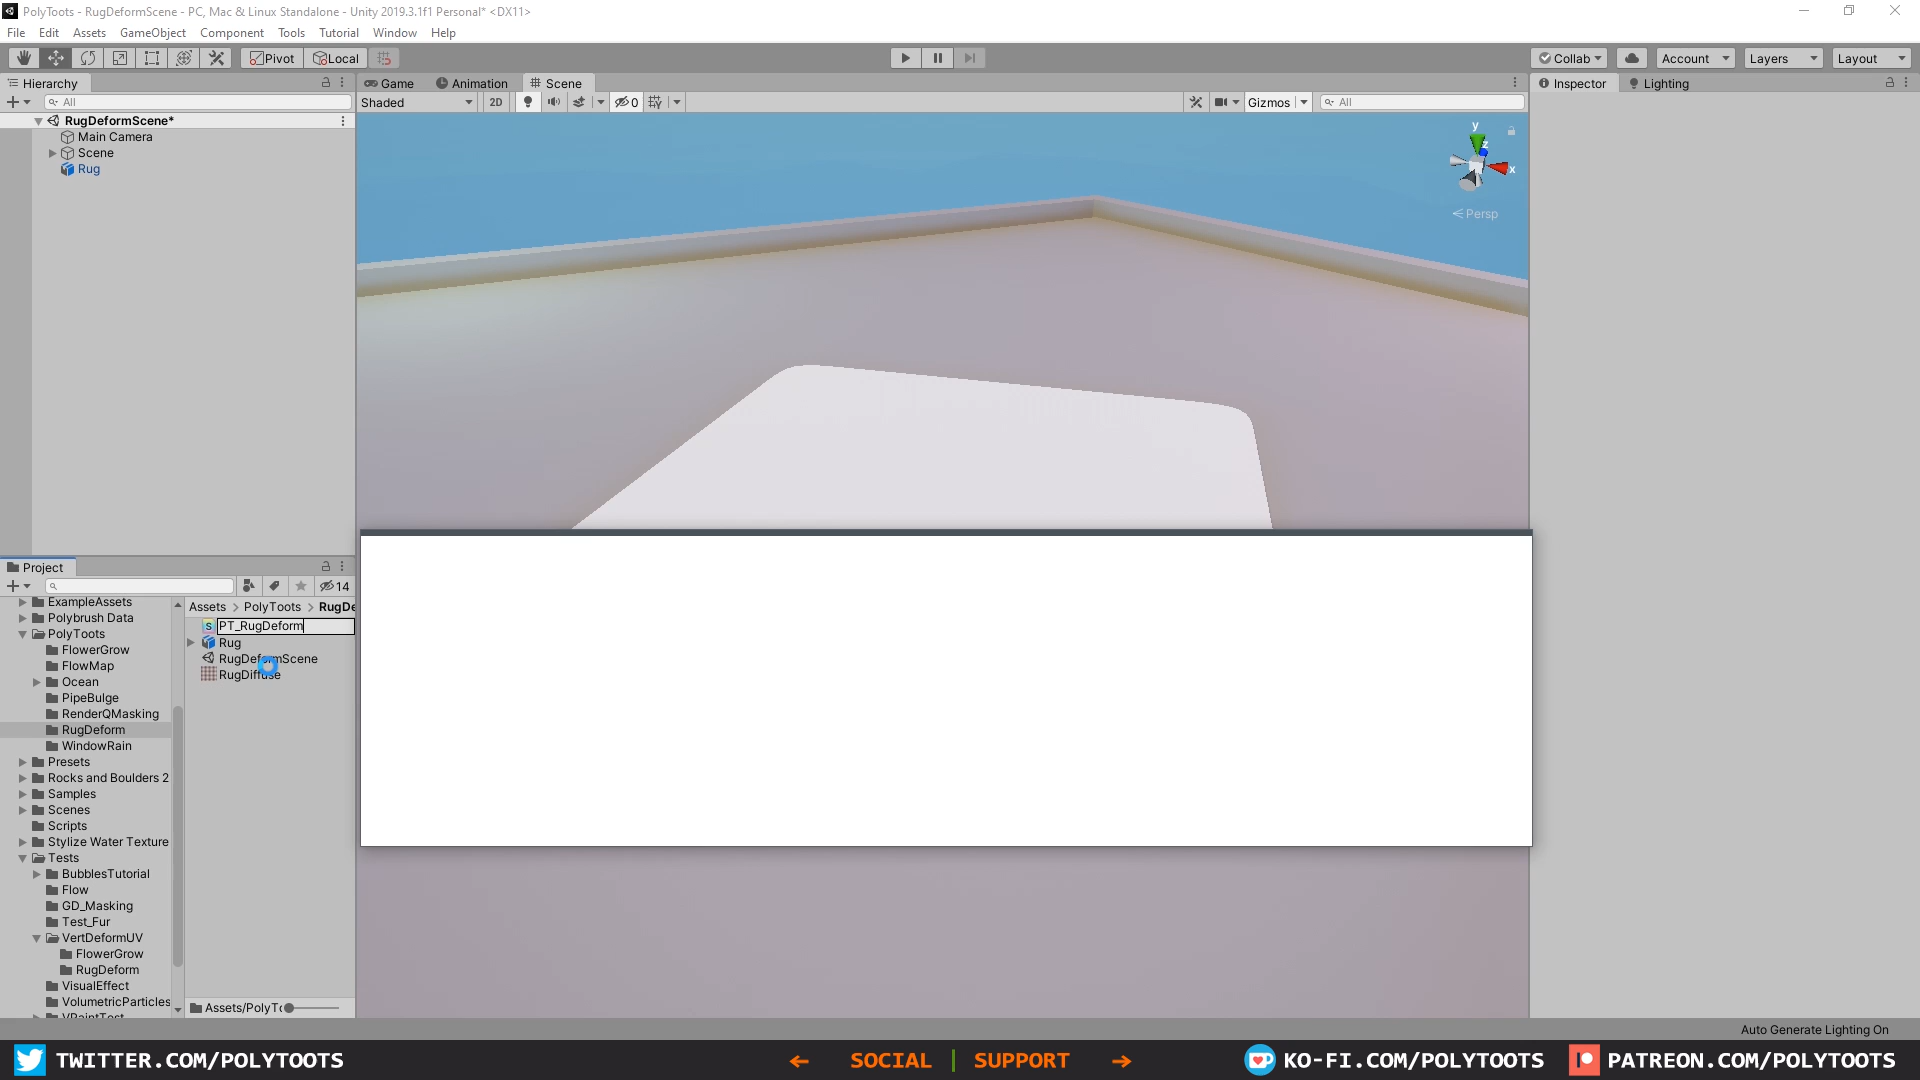 PolyToots - RugDeformScene - PC, Mac & Linux Standalone - Unity 2019.3.1f1 Personal* <DX11>
File Edit Assets GameObject Component Tools Tutorial Window Help
Pivot Local Collab Account Layers Layout
Hierarchy
Game Animation Scene
Inspector Lighting
All
Shaded 2D 0 Gizmos All
RugDeformScene*
Main Camera
Scene
Rug
y
z
x
Persp
Project
14
ExampleAssets
Polybrush Data
PolyToots
FlowerGrow
FlowMap
Ocean
PipeBulge
RenderQMasking
RugDeform
WindowRain
Presets
Rocks and Boulders 2
Samples
Scenes
Scripts
Stylize Water Texture
Tests
BubblesTutorial
Flow
GD_Masking
Test_Fur
VertDeformUV
FlowerGrow
RugDeform
VisualEffect
VolumetricParticles
VPaintTest
Assets > PolyToots > RugDe
PT_RugDeform
Rug
RugDeformScene
RugDiffuse
Assets/PolyTo
Auto Generate Lighting On
TWITTER.COM/POLYTOOTS
SOCIAL | SUPPORT
KO-FI.COM/POLYTOOTS
PATREON.COM/POLYTOOTS